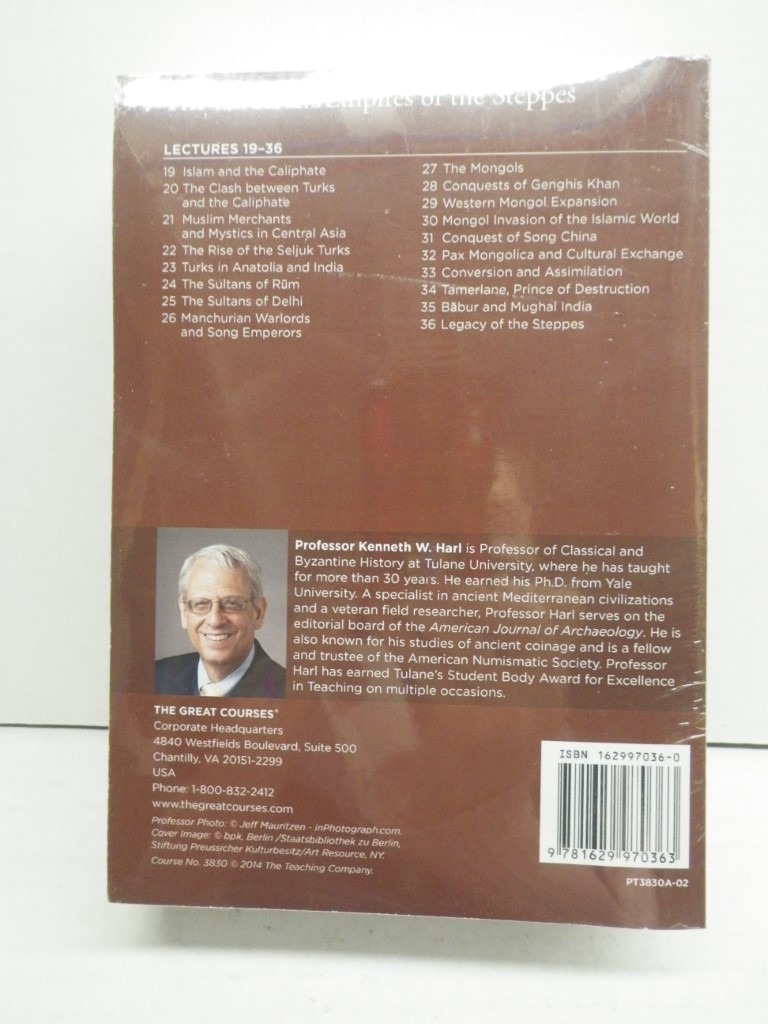 Empires of the Steppes
LECTURES 19–36
19 Islam and the Caliphate
20 The Clash between Turks
and the Caliphate
21 Muslim Merchants
and Mystics in Central Asia
22 The Rise of the Seljuk Turks
23 Turks in Anatolia and India
24 The Sultans of Rūm
25 The Sultans of Delhi
26 Manchurian Warlords
and Song Emperors
27 The Mongols
28 Conquests of Genghis Khan
29 Western Mongol Expansion
30 Mongol Invasion of the Islamic World
31 Conquest of Song China
32 Pax Mongolica and Cultural Exchange
33 Conversion and Assimilation
34 Tamerlane, Prince of Destruction
35 Bābur and Mughal India
36 Legacy of the Steppes
Professor Kenneth W. Harl is Professor of Classical and
Byzantine History at Tulane University, where he has taught
for more than 30 years. He earned his Ph.D. from Yale
University. A specialist in ancient Mediterranean civilizations
and a veteran field researcher, Professor Harl serves on the
editorial board of the American Journal of Archaeology. He is
also known for his studies of ancient coinage and is a fellow
and trustee of the American Numismatic Society. Professor
Harl has earned Tulane's Student Body Award for Excellence
in Teaching on multiple occasions.
THE GREAT COURSES®
Corporate Headquarters
4840 Westfields Boulevard, Suite 500
Chantilly, VA 20151-2299
USA
Phone: 1-800-832-2412
www.thegreatcourses.com
Professor Photo: © Jeff Mauritzen - inPhotograph.com.
Cover Image: © bpk, Berlin /Staatsbibliothek zu Berlin,
Stiftung Preussicher Kulturbesitz/Art Resource, NY.
Course No. 3830 © 2014 The Teaching Company.
ISBN 162997036-0
9 781629 970363
PT3830A-02